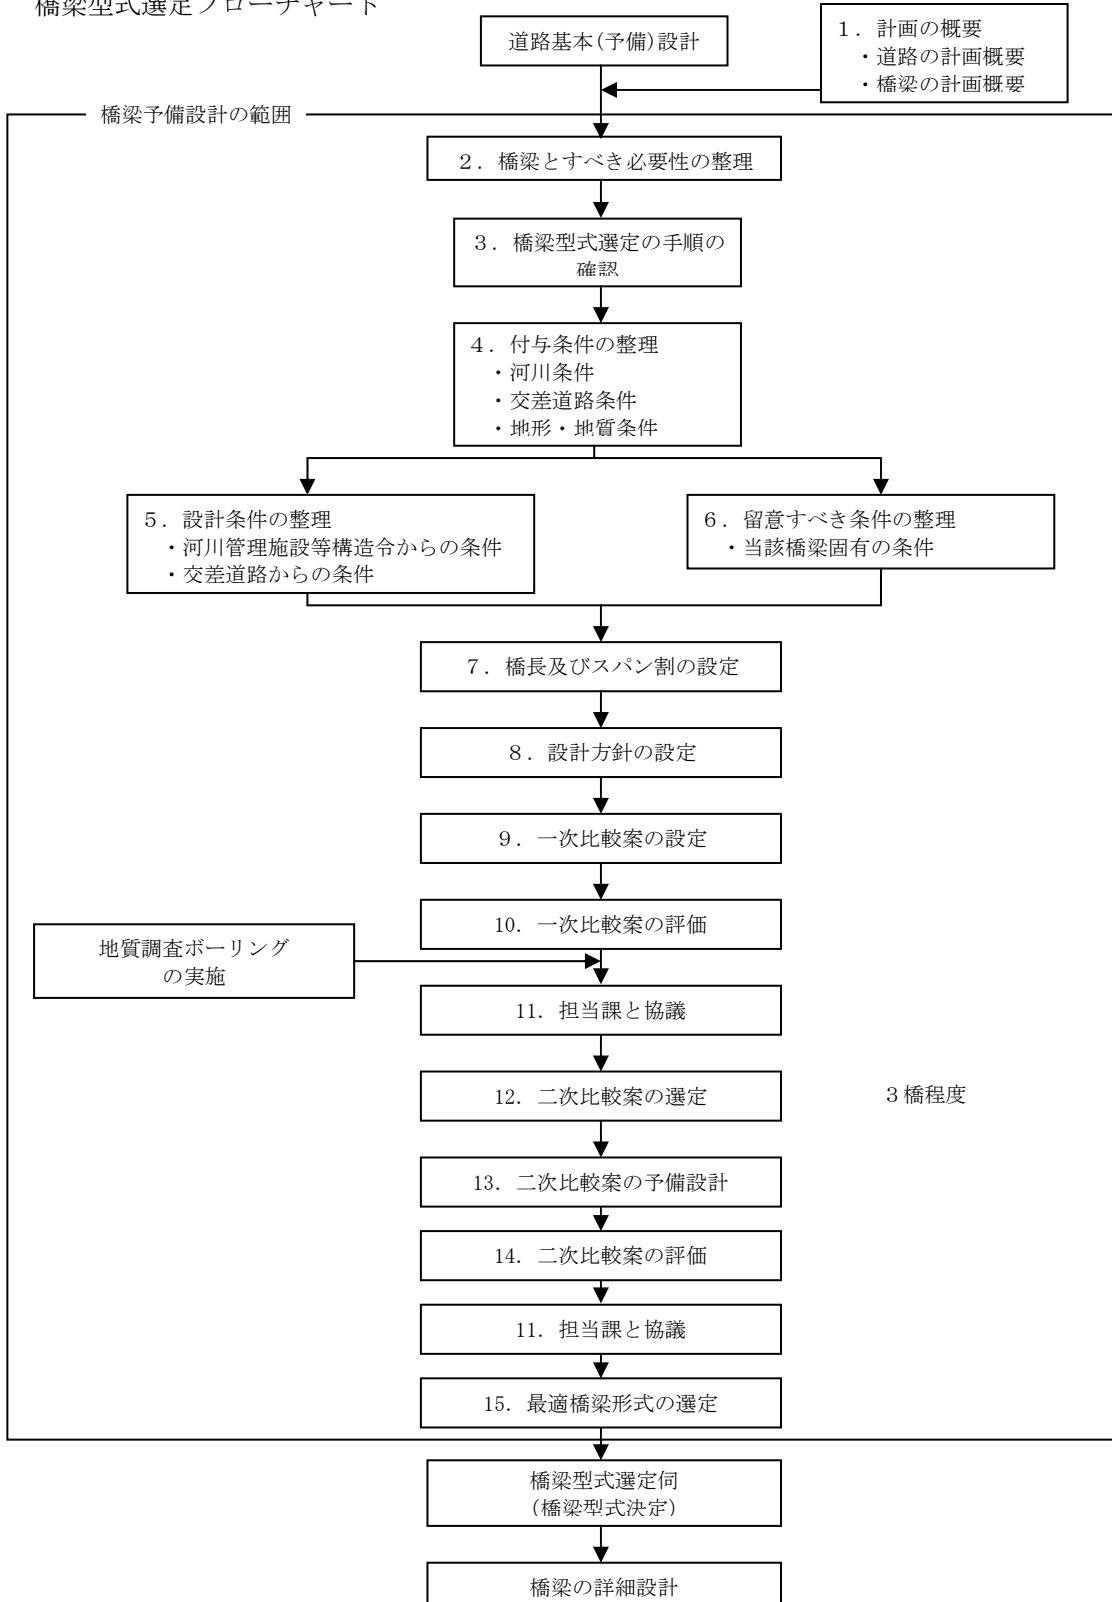 橋梁型式選定フローチャート
道路基本(予備)設計
１．計画の概要
・道路の計画概要
・橋梁の計画概要
橋梁予備設計の範囲
２．橋梁とすべき必要性の整理
３．橋梁型式選定の手順の
確認
４．付与条件の整理
・河川条件
・交差道路条件
・地形・地質条件
５．設計条件の整理
・河川管理施設等構造令からの条件
・交差道路からの条件
６．留意すべき条件の整理
・当該橋梁固有の条件
７．橋長及びスパン割の設定
８．設計方針の設定
９．一次比較案の設定
10．一次比較案の評価
地質調査ボーリング
の実施
11．担当課と協議
12．二次比較案の選定
３橋程度
13．二次比較案の予備設計
14．二次比較案の評価
11．担当課と協議
15．最適橋梁形式の選定
橋梁型式選定伺
(橋梁型式決定)
橋梁の詳細設計